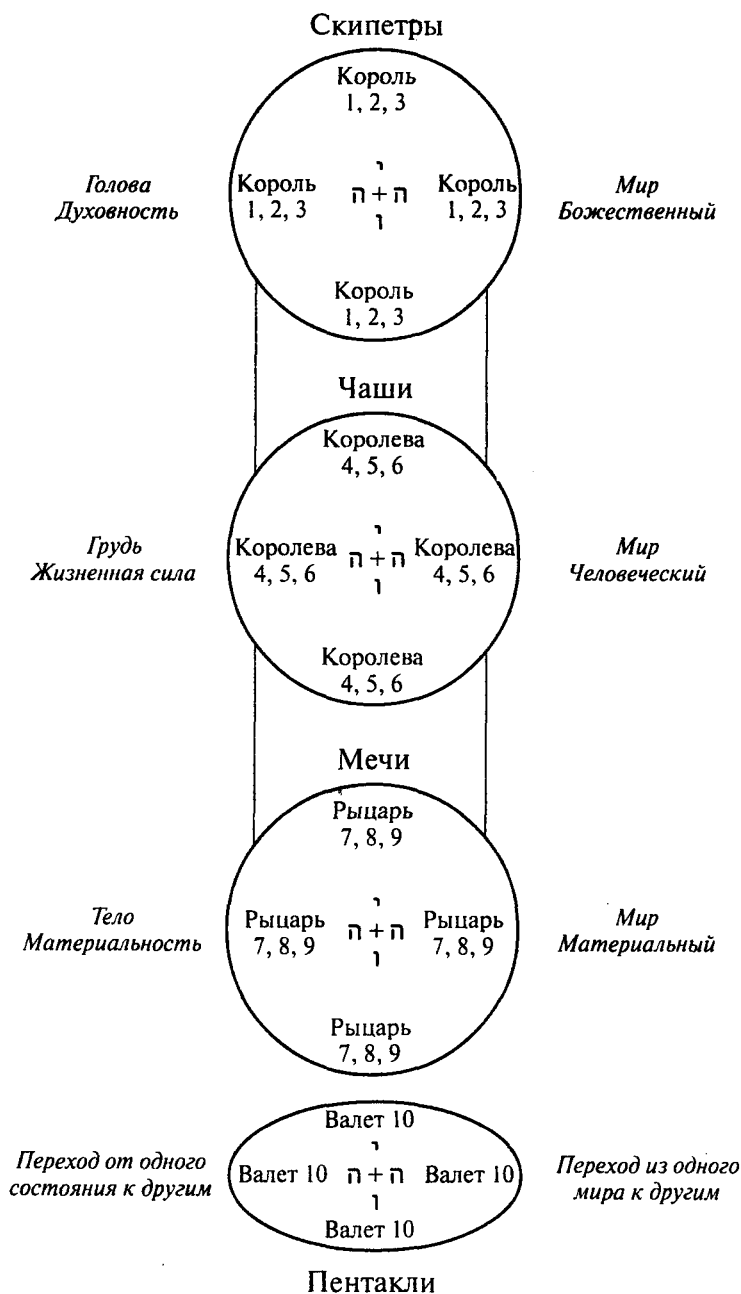 Скипетры
Король
1, 2, 3
Голова
Духовность
Король
1, 2, 3
י
ה + ה
ו
Король
1, 2, 3
Мир
Божественный
Король
1, 2, 3
Чаши
Королева
4, 5, 6
Грудь
Жизненная сила
Королева
4, 5, 6
י
ה + ה
ו
Королева
4, 5, 6
Мир
Человеческий
Королева
4, 5, 6
Мечи
Рыцарь
7, 8, 9
Тело
Материальность
Рыцарь
7, 8, 9
י
ה + ה
ו
Рыцарь
7, 8, 9
Мир
Материальный
Рыцарь
7, 8, 9
Валет 10
Переход от одного
состояния к другим
Валет 10
י
ה + ה
ו
Валет 10
Переход из одного
мира к другим
Валет 10
Пентакли